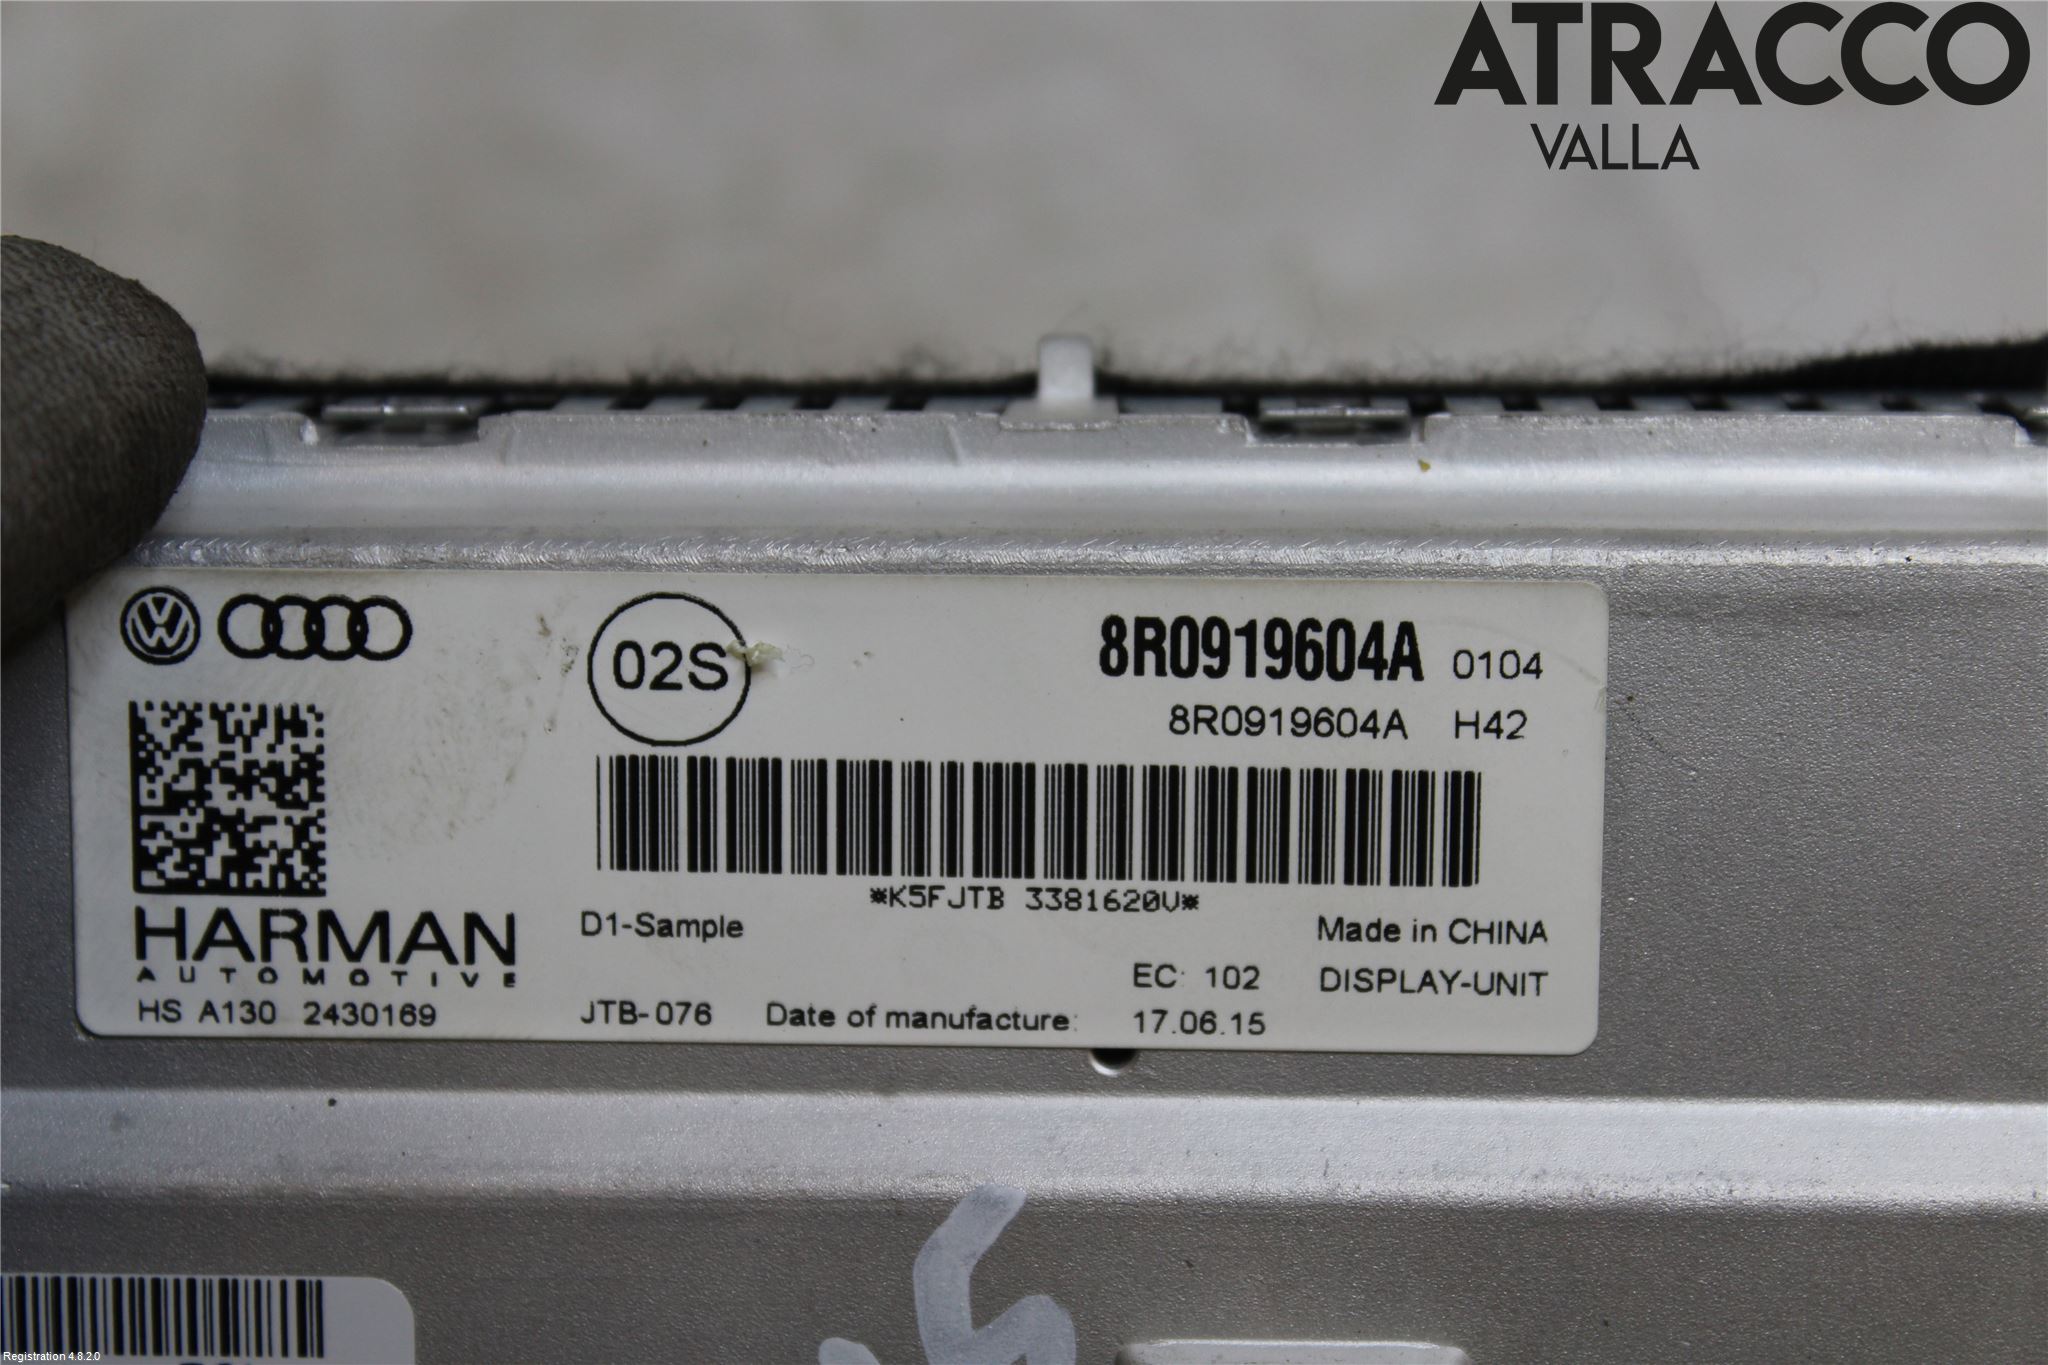 ATRACCO
VALLA
02S
8R0919604A 0104
8R0919604A H42
*K5FJTB 3381620V*
HARMAN
AUTOMOTIVE
D1-Sample
Made in CHINA
EC: 102
DISPLAY-UNIT
HS A130 2430169
JTB-076
Date of manufacture: 17.06.15
Registration 4.8.2.0